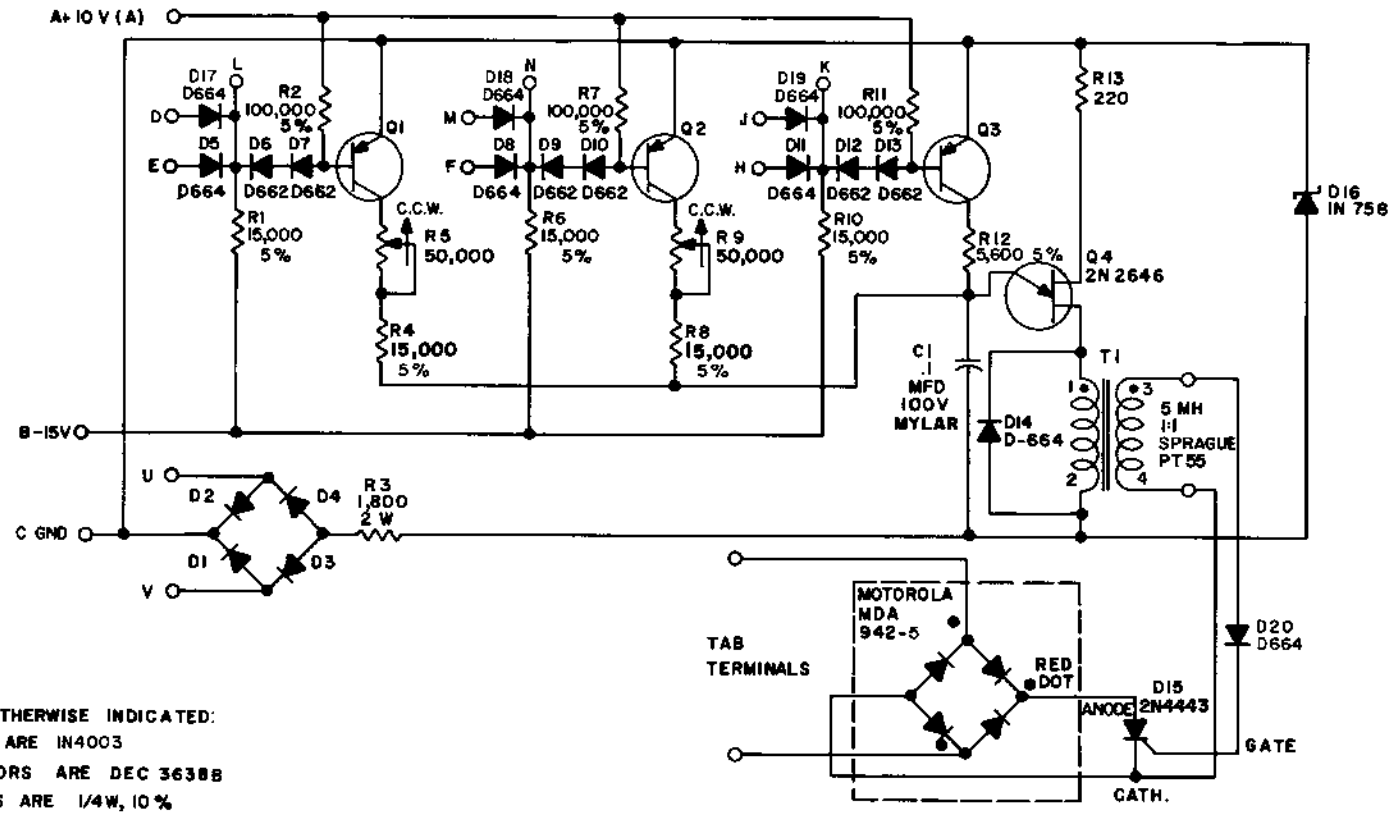 A+10 V (A)
L
D17
D664
D
E
D5
D664
D6
D7
D662 D662
R2
100,000
5%
Q1
R1
15,000
5%
C.C.W.
R5
50,000
R4
15,000
5%
N
D18
D664
M
F
D8
D664
D9
D10
D662 D662
R7
100,000
5%
Q2
R6
15,000
5%
C.C.W.
R9
50,000
R8
15,000
5%
K
D19
D664
J
H
D11
D664
D12
D13
D662 D662
R11
100,000
5%
Q3
R10
15,000
5%
R12
5,600 5%
R13
220
Q4
2N2646
D16
IN 758
C1
.1
MFD
100V
MYLAR
D14
D-664
T1
1
2
3
4
5 MH
1:1
SPRAGUE
PT55
B-15V
U
D2
D4
R3
1,800
2 W
C GND
D1
D3
V
TAB
TERMINALS
MOTOROLA
MDA
942-5
RED
DOT
ANODE
D15
2N4443
D20
D664
GATE
CATH.
THERWISE INDICATED:
ARE IN4003
ORS ARE DEC 3638B
S ARE 1/4W, 10%